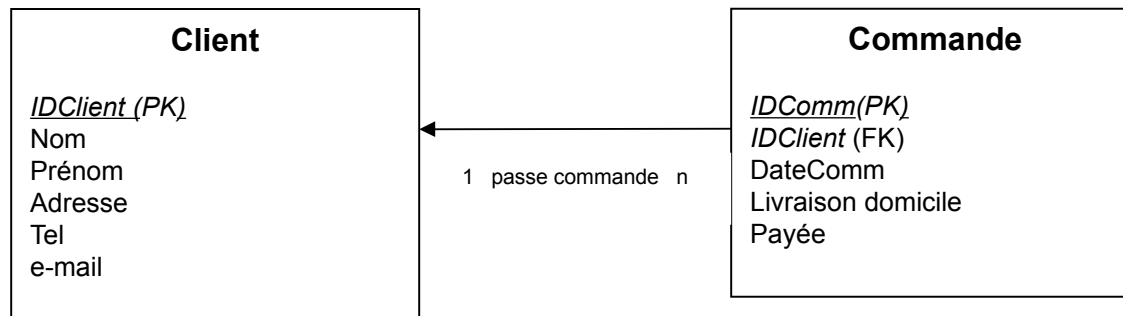 Client
IDClient (PK)
Nom
Prénom
Adresse
Tel
e-mail
1 passe commande n
Commande
IDComm(PK)
IDClient (FK)
DateComm
Livraison domicile
Payée